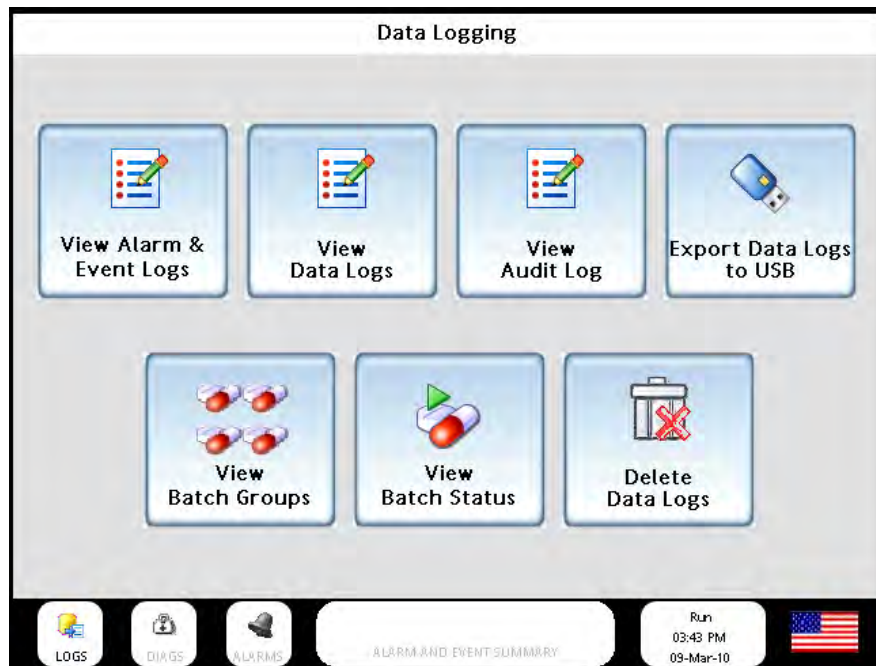 Data Logging
View Alarm &
Event Logs
View
Data Logs
View
Audit Log
Export Data Logs
to USB
View
Batch Groups
View
Batch Status
Delete
Data Logs
LOGS
DIAGS
ALARMS
ALARM AND EVENT SUMMARY
Run
03:43 PM
09-Mar-10